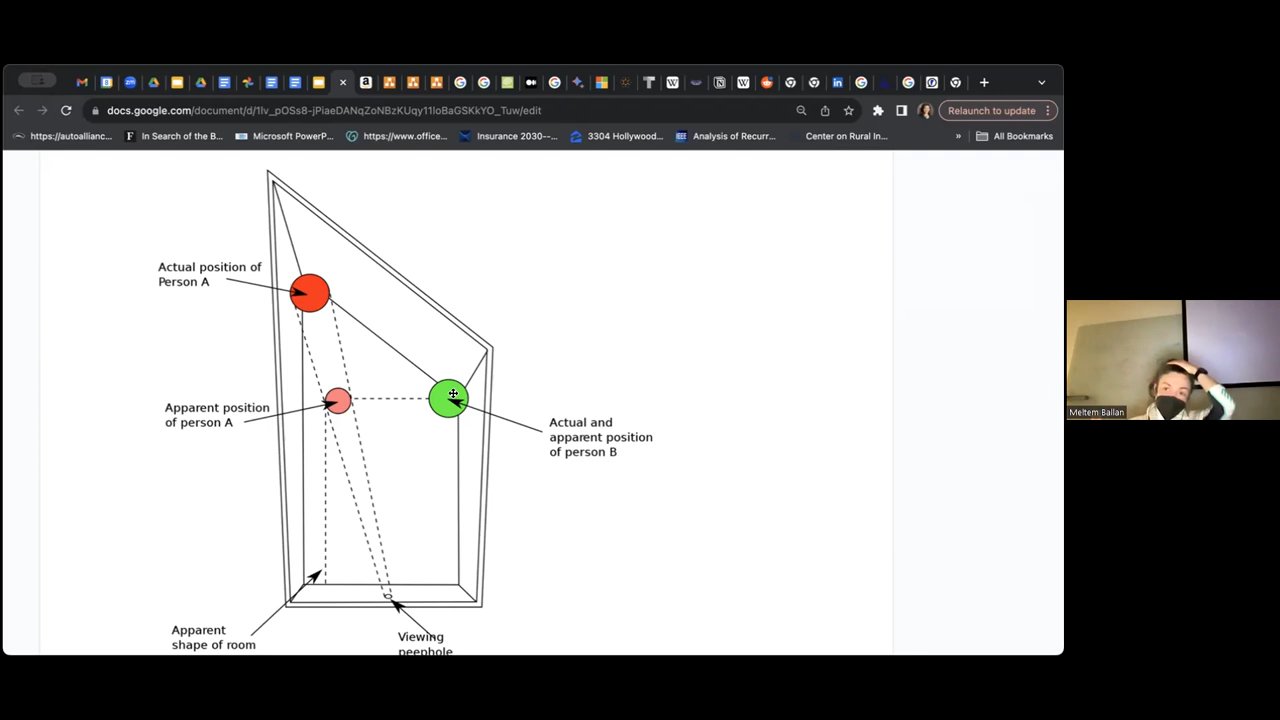 docs.google.com/document/d/1lv_pOSs8-jPiaeDANqZoNBzKUqy11loBaGSKkYO_Tuw/edit
Relaunch to update
https://autoallianc...
In Search of the B...
Microsoft PowerP...
https://www.office...
Insurance 2030--...
3304 Hollywood...
Analysis of Recurr...
Center on Rural In...
»
All Bookmarks
Actual position of
Person A
Apparent position
of person A
Actual and
apparent position
of person B
Apparent
shape of room
Viewing
peephole
Meltem Ballan